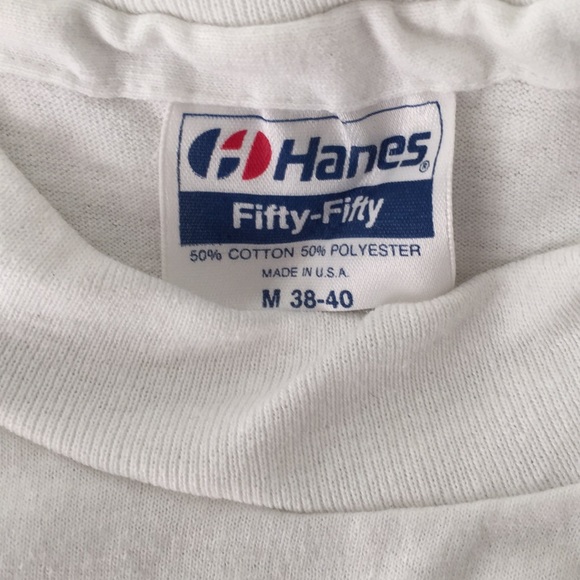 Hanes®
Fifty-Fifty
50% COTTON 50% POLYESTER
MADE IN U.S.A.
M 38-40